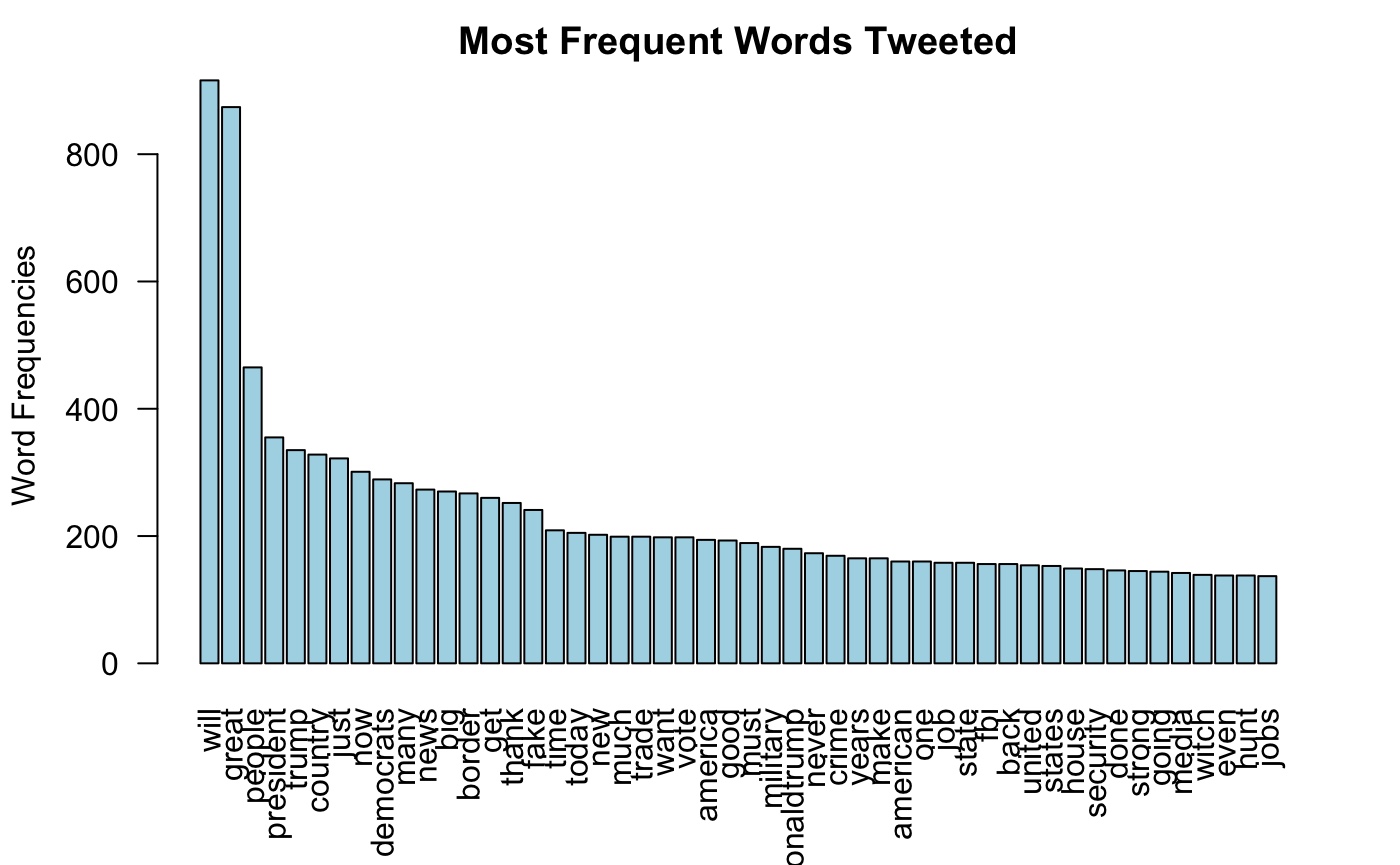 Most Frequent Words Tweeted
Word Frequencies
800
600
400
200
0
will
great
people
president
trump
country
just
now
democrats
many
news
big
border
get
thank
fake
time
today
new
much
trade
want
vote
america
good
must
military
onaldtrump
never
crime
years
make
american
one
job
state
fbi
back
united
states
house
security
done
strong
going
media
witch
even
hunt
jobs